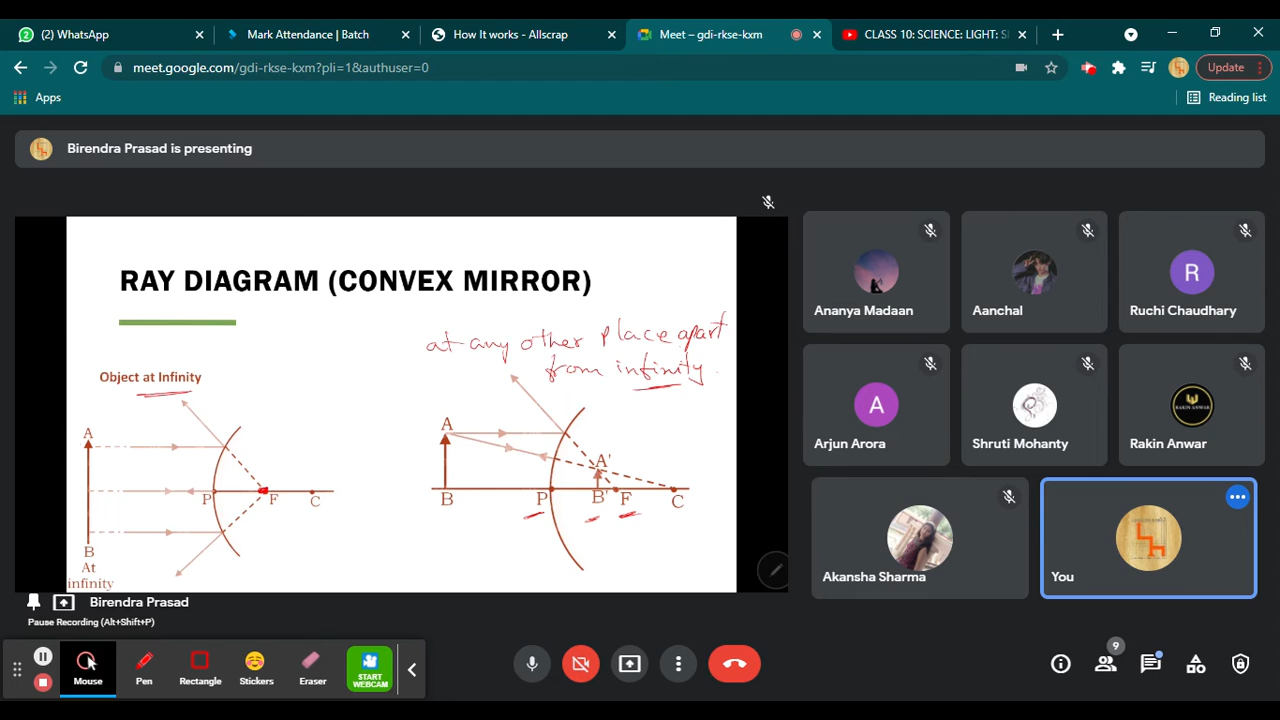 (2) WhatsApp
Mark Attendance | Batch
How It works - Allscrap
Meet – gdi-rkse-kxm
CLASS 10: SCIENCE: LIGHT: S
meet.google.com/gdi-rkse-kxm?pli=1&authuser=0
Update
Apps
Reading list
Birendra Prasad is presenting
RAY DIAGRAM (CONVEX MIRROR)
at any other place apart
from infinity.
Object at Infinity
A
P
F
C
B
At
infinity
A
A'
B
P
B'
F
C
Ananya Madaan
Aanchal
R
Ruchi Chaudhary
A
Arjun Arora
Shruti Mohanty
RAKIN ANWAR
Rakin Anwar
Akansha Sharma
You
Birendra Prasad
Pause Recording (Alt+Shift+P)
Mouse
Pen
Rectangle
Stickers
Eraser
START
WEBCAM
9